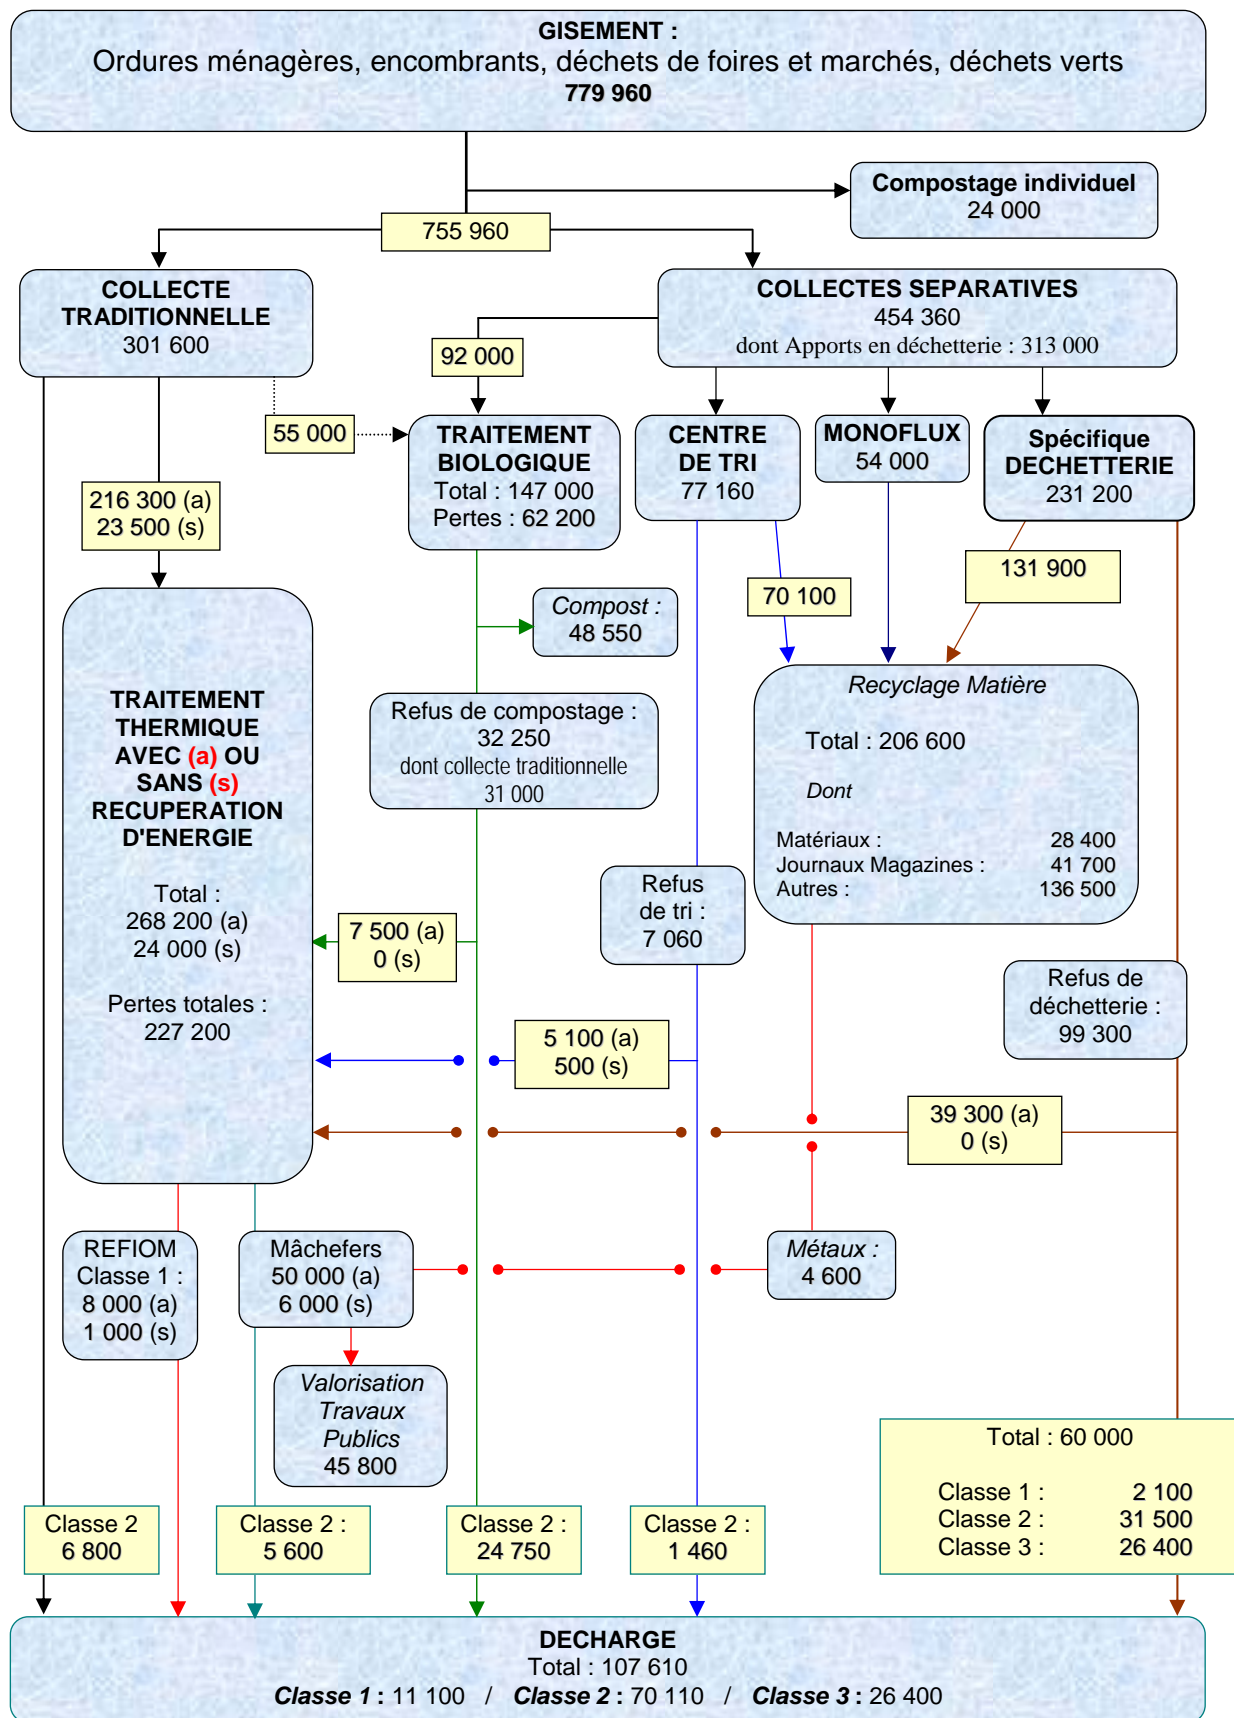 GISEMENT :
Ordures ménagères, encombrants, déchets de foires et marchés, déchets verts
779 960
Compostage individuel
24 000
755 960
COLLECTE
TRADITIONNELLE
301 600
COLLECTES SEPARATIVES
454 360
dont Apports en déchetterie : 313 000
92 000
55 000
TRAITEMENT
BIOLOGIQUE
Total : 147 000
Pertes : 62 200
CENTRE
DE TRI
77 160
MONOFLUX
54 000
Spécifique
DECHETTERIE
231 200
216 300 (a)
23 500 (s)
131 900
70 100
Compost :
48 550
TRAITEMENT
THERMIQUE
AVEC (a) OU
SANS (s)
RECUPERATION
D'ENERGIE
Total :
268 200 (a)
24 000 (s)
Pertes totales :
227 200
Refus de compostage :
32 250
dont collecte traditionnelle
31 000
Recyclage Matière
Total : 206 600
Dont
Matériaux : 28 400
Journaux Magazines : 41 700
Autres : 136 500
Refus
de tri :
7 060
7 500 (a)
0 (s)
Refus de
déchetterie :
99 300
5 100 (a)
500 (s)
39 300 (a)
0 (s)
REFIOM
Classe 1 :
8 000 (a)
1 000 (s)
Mâchefers
50 000 (a)
6 000 (s)
Métaux :
4 600
Valorisation
Travaux
Publics
45 800
Total : 60 000
Classe 1 : 2 100
Classe 2 : 31 500
Classe 3 : 26 400
Classe 2
6 800
Classe 2 :
5 600
Classe 2 :
24 750
Classe 2 :
1 460
DECHARGE
Total : 107 610
Classe 1 : 11 100 / Classe 2 : 70 110 / Classe 3 : 26 400